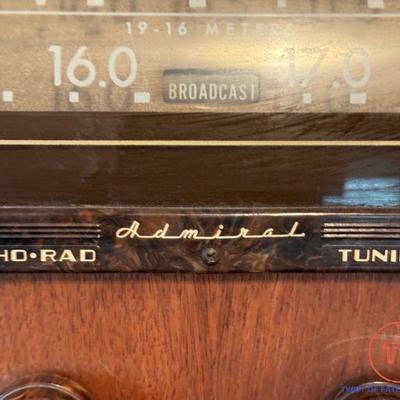 19-16 METERS
16.0 17.0
BROADCAST
Admiral
HO•RAD TUNI